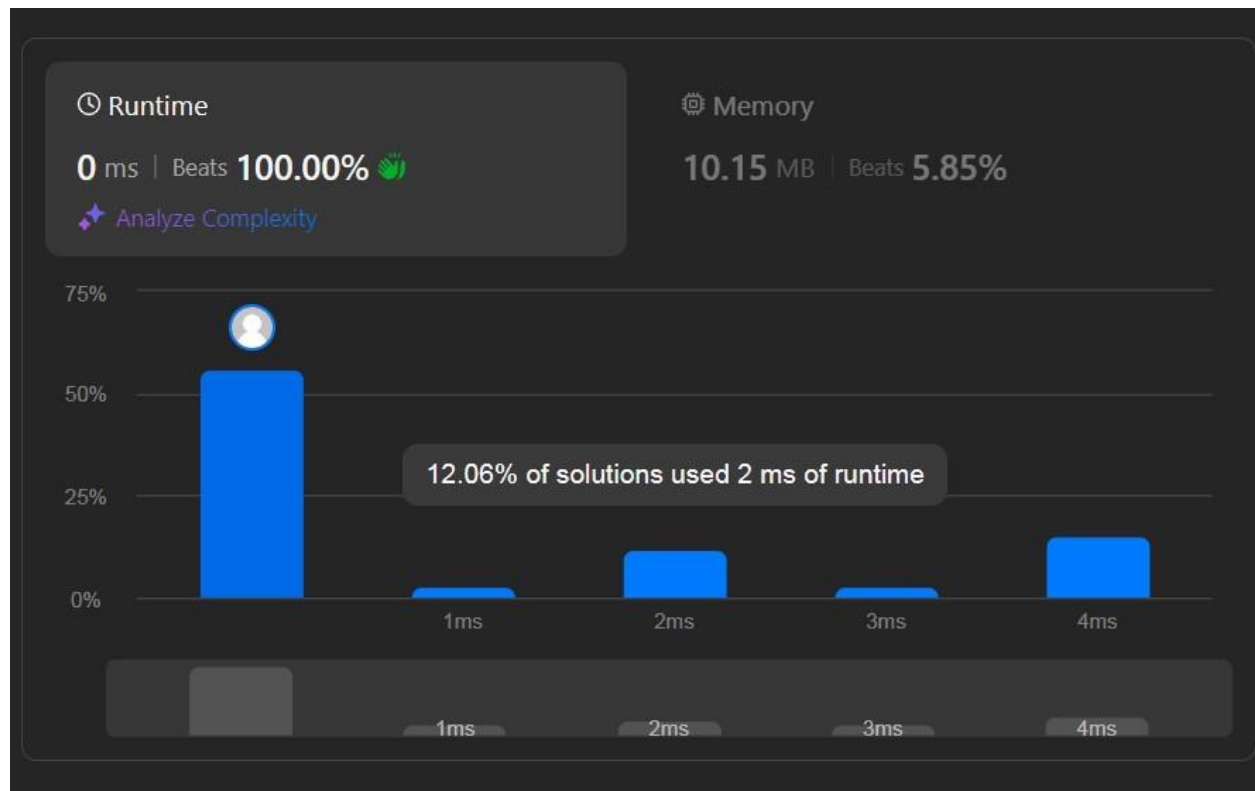 Runtime
0 ms | Beats 100.00%
Analyze Complexity
Memory
10.15 MB | Beats 5.85%
75%
50%
25%
0%
12.06% of solutions used 2 ms of runtime
1ms 2ms 3ms 4ms
1ms 2ms 3ms 4ms